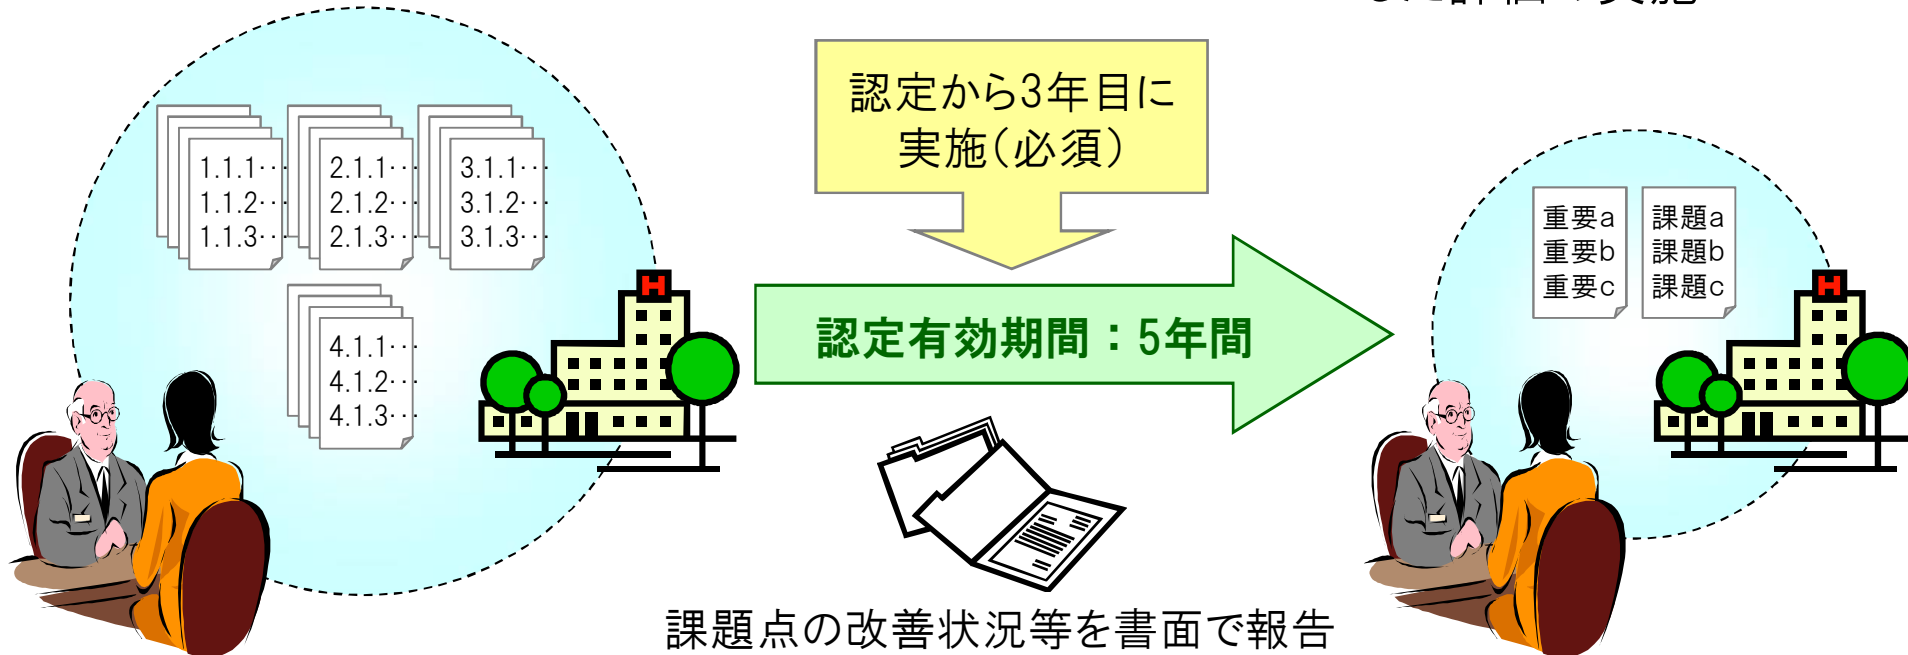 認定から3年目に
実施(必須)
1.1.1…
1.1.2…
1.1.3…
2.1.1…
2.1.2…
2.1.3…
3.1.1…
3.1.2…
3.1.3…
4.1.1…
4.1.2…
4.1.3…
H
認定有効期間：5年間
課題点の改善状況等を書面で報告
重要a
重要b
重要c
課題a
課題b
課題c
H